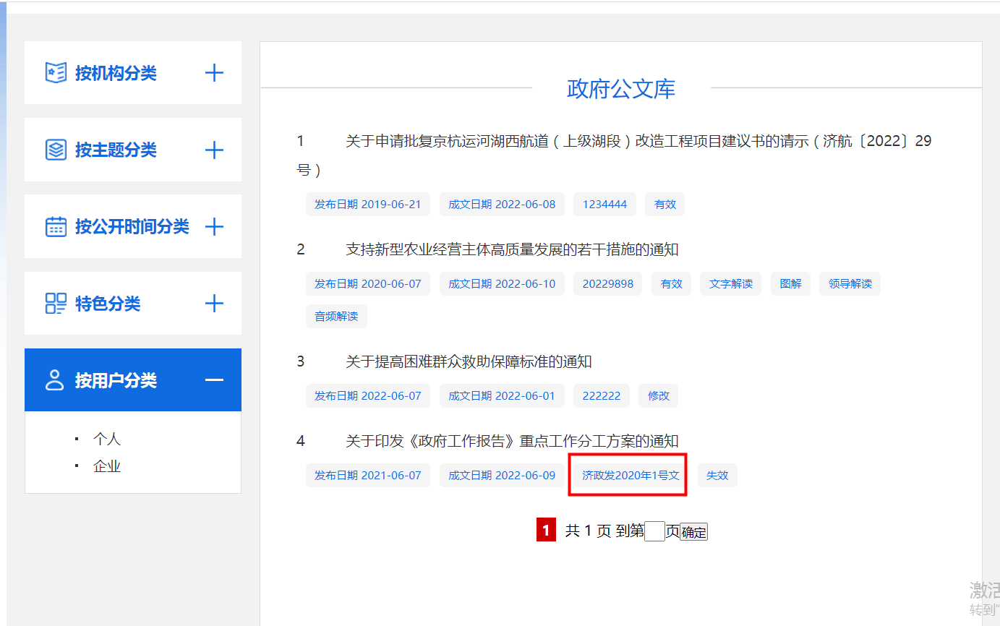 按机构分类
按主题分类
按公开时间分类
特色分类
按用户分类
个人
企业
政府公文库
1 关于申请批复京杭运河湖西航道（上级湖段）改造工程项目建议书的请示（济航〔2022〕29
号）
发布日期 2019-06-21 成文日期 2022-06-08 1234444 有效
2 支持新型农业经营主体高质量发展的若干措施的通知
发布日期 2020-06-07 成文日期 2022-06-10 20229898 有效 文字解读 图解 领导解读
音频解读
3 关于提高困难群众救助保障标准的通知
发布日期 2022-06-07 成文日期 2022-06-01 222222 修改
4 关于印发《政府工作报告》重点工作分工方案的通知
发布日期 2021-06-07 成文日期 2022-06-09 济政发2020年1号文 失效
1 共 1 页 到第 页 确定
激活
转到"